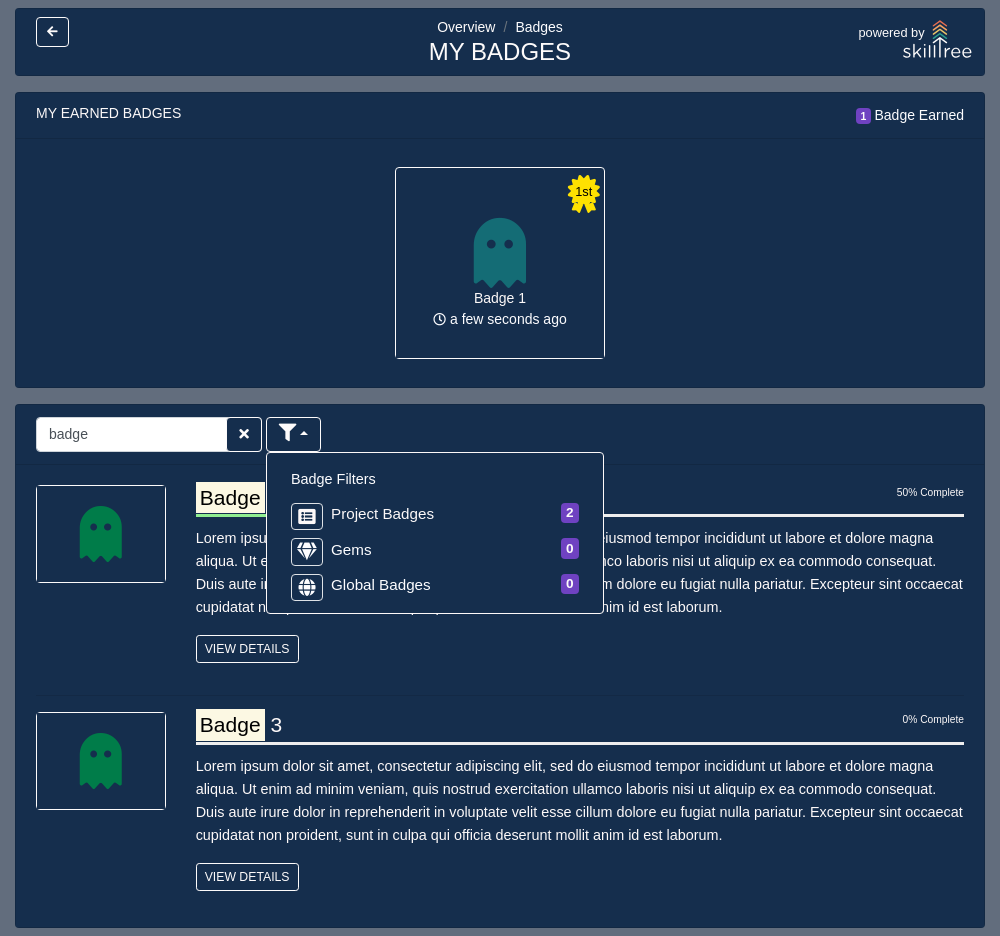 Overview / Badges
MY BADGES
powered by
skilltree
MY EARNED BADGES
1 Badge Earned
1st
Badge 1
a few seconds ago
badge
Badge Filters
Project Badges 2
Gems 0
Global Badges 0
Badge
50% Complete
Lorem ipsu eiusmod tempor incididunt ut labore et dolore magna
aliqua. Ut e laboris nisi ut aliquip ex ea commodo consequat.
Duis aute dolore eu fugiat nulla pariatur. Excepteur sint occaecat
cupidatat id est laborum.
VIEW DETAILS
Badge 3
0% Complete
Lorem ipsum dolor sit amet, consectetur adipiscing elit, sed do eiusmod tempor incididunt ut labore et dolore magna
aliqua. Ut enim ad minim veniam, quis nostrud exercitation ullamco laboris nisi ut aliquip ex ea commodo consequat.
Duis aute irure dolor in reprehenderit in voluptate velit esse cillum dolore eu fugiat nulla pariatur. Excepteur sint occaecat
cupidatat non proident, sunt in culpa qui officia deserunt mollit anim id est laborum.
VIEW DETAILS